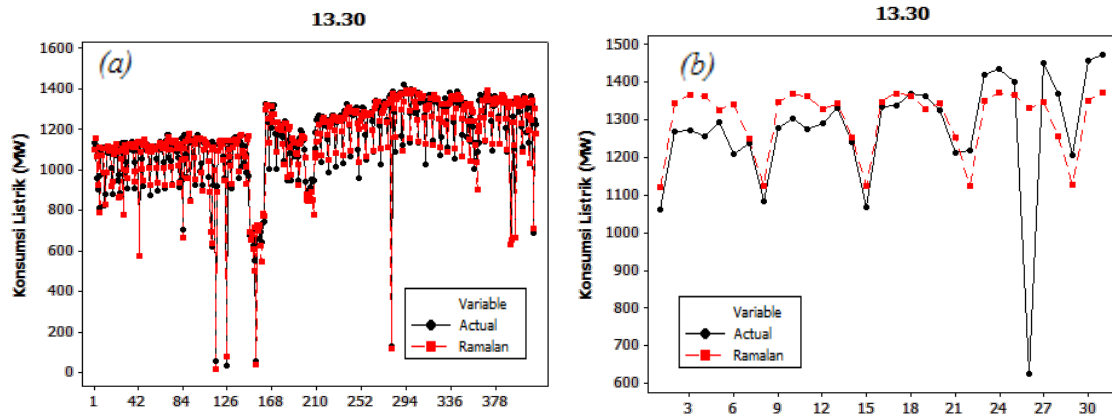 13.30
(a)
Konsumsi Listrik (MW)
1600
1400
1200
1000
800
600
400
200
0
1 42 84 126 168 210 252 294 336 378
Variable
Actual
Ramalan
13.30
(b)
Konsumsi Listrik (MW)
1500
1400
1300
1200
1100
1000
900
800
700
600
3 6 9 12 15 18 21 24 27 30
Variable
Actual
Ramalan